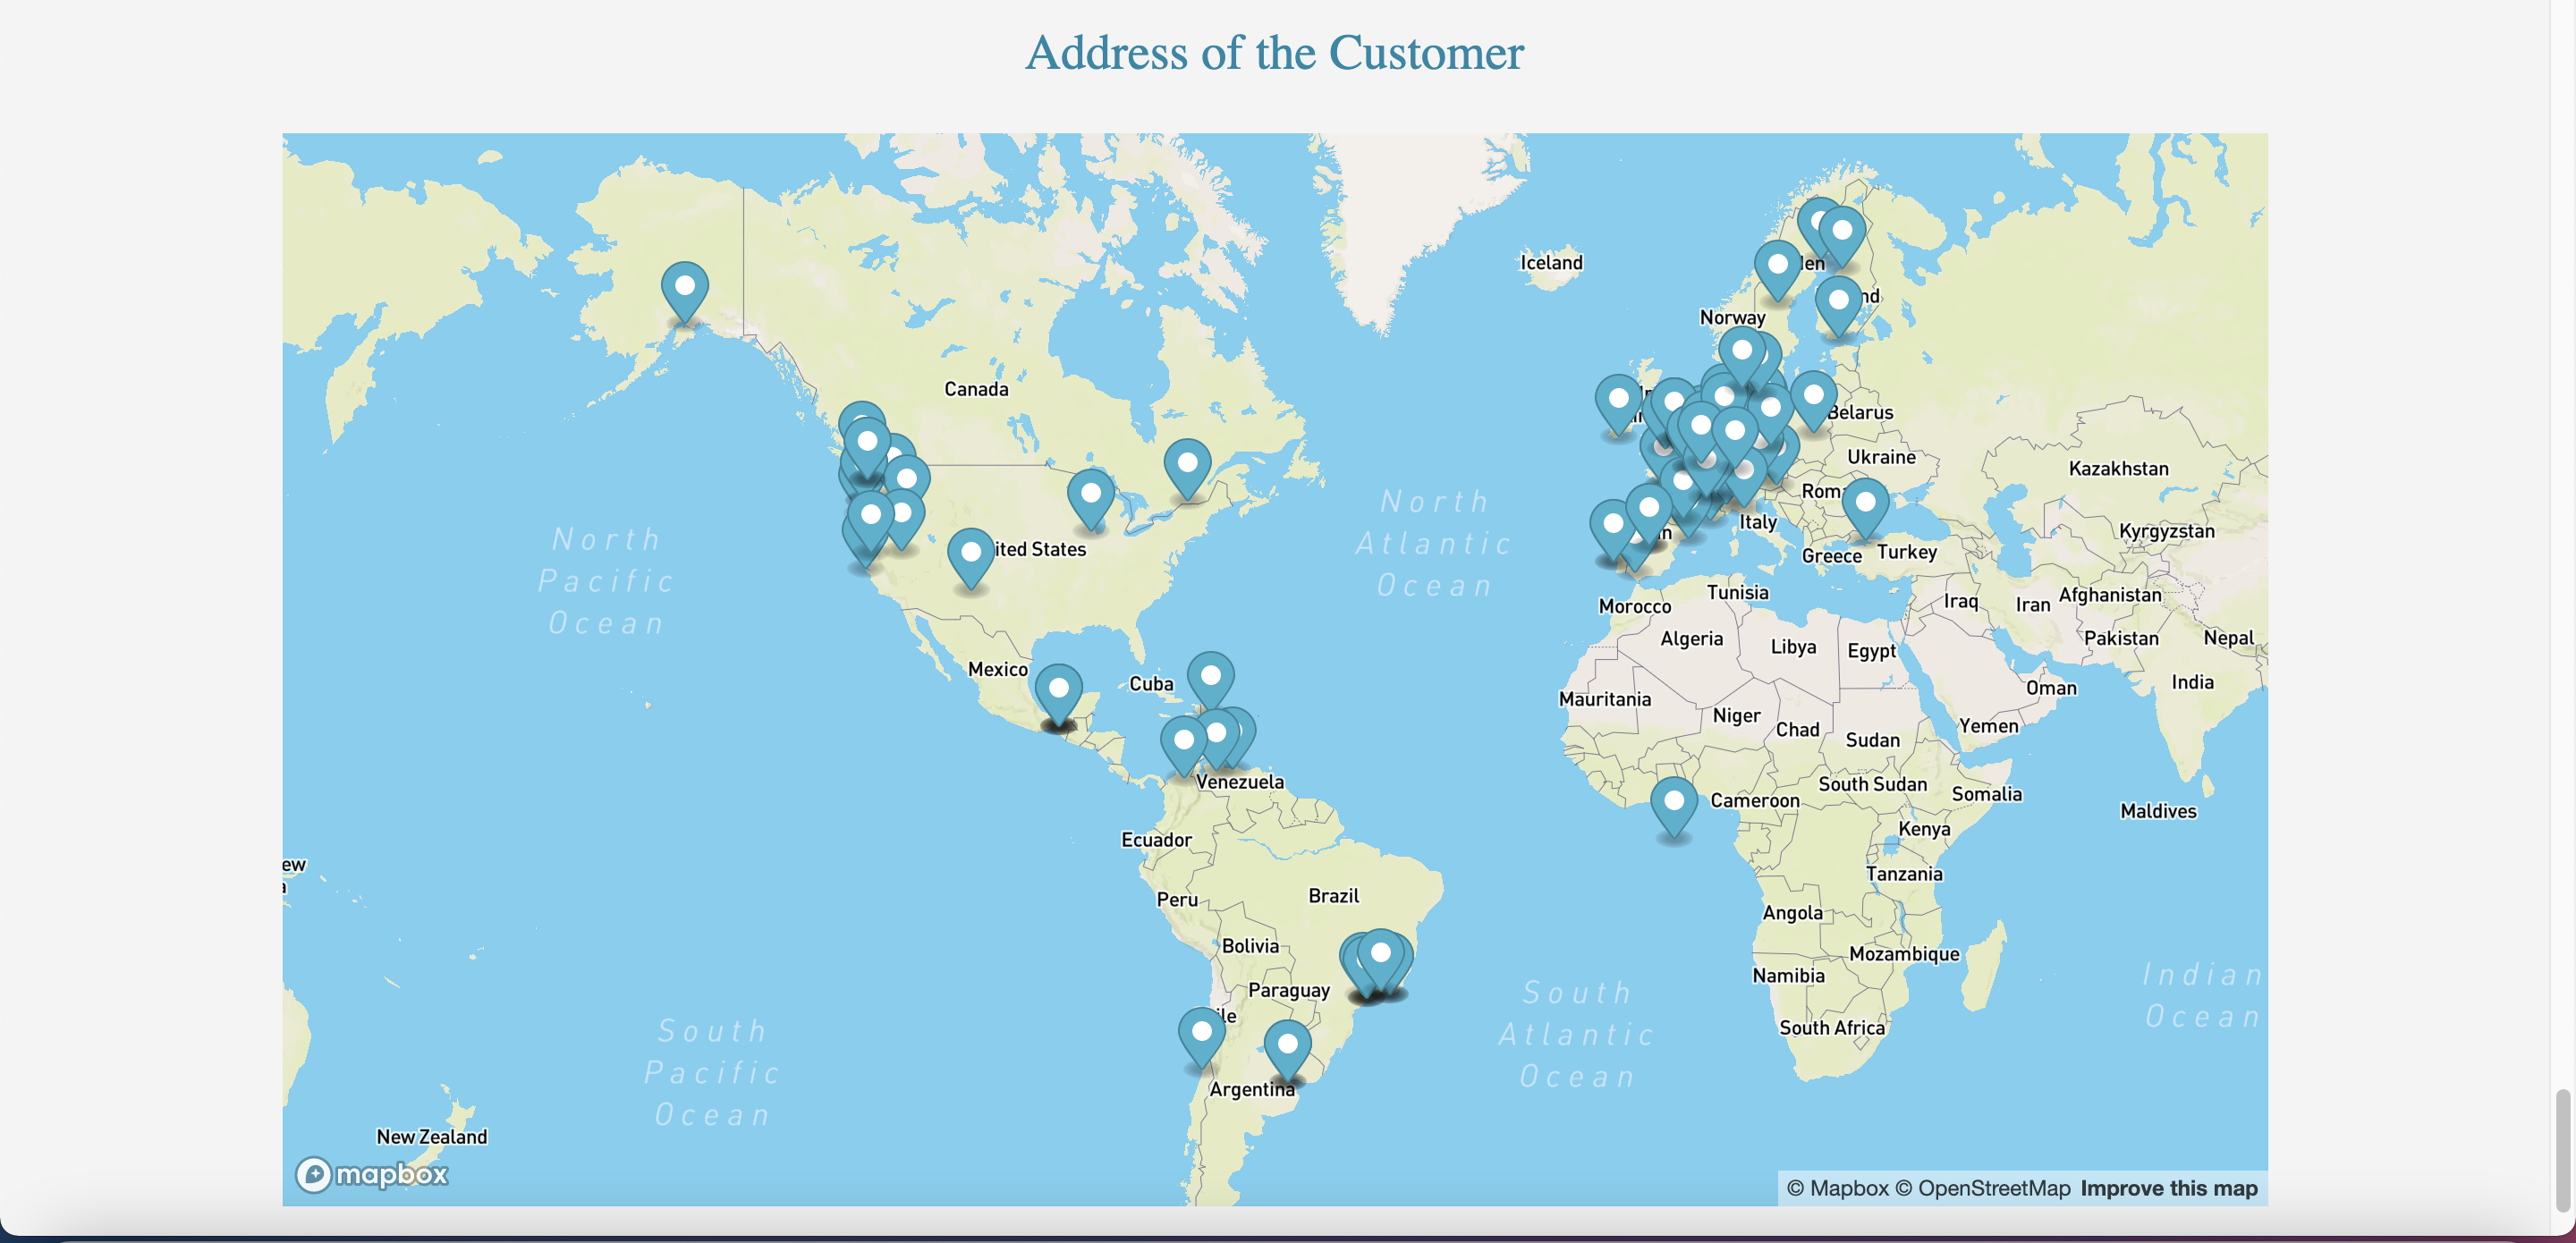 Address of the Customer
Iceland
Norway
Canada
Belarus
Ukraine
Kazakhstan
North
Pacific
Ocean
North
Atlantic
Ocean
Italy
Kyrgyzstan
ited States
Greece
Turkey
Tunisia
Morocco
Iraq
Iran
Afghanistan
Algeria
Libya
Egypt
Pakistan
Nepal
Mexico
Cuba
Mauritania
Niger
Chad
Sudan
Oman
India
Yemen
Venezuela
Cameroon
South Sudan
Somalia
Maldives
Ecuador
Kenya
ew
a
Peru
Brazil
Tanzania
Angola
Bolivia
Mozambique
Namibia
Paraguay
South
Atlantic
Ocean
Indian
Ocean
ile
South Africa
South
Pacific
Ocean
Argentina
New Zealand
mapbox
© Mapbox © OpenStreetMap Improve this map